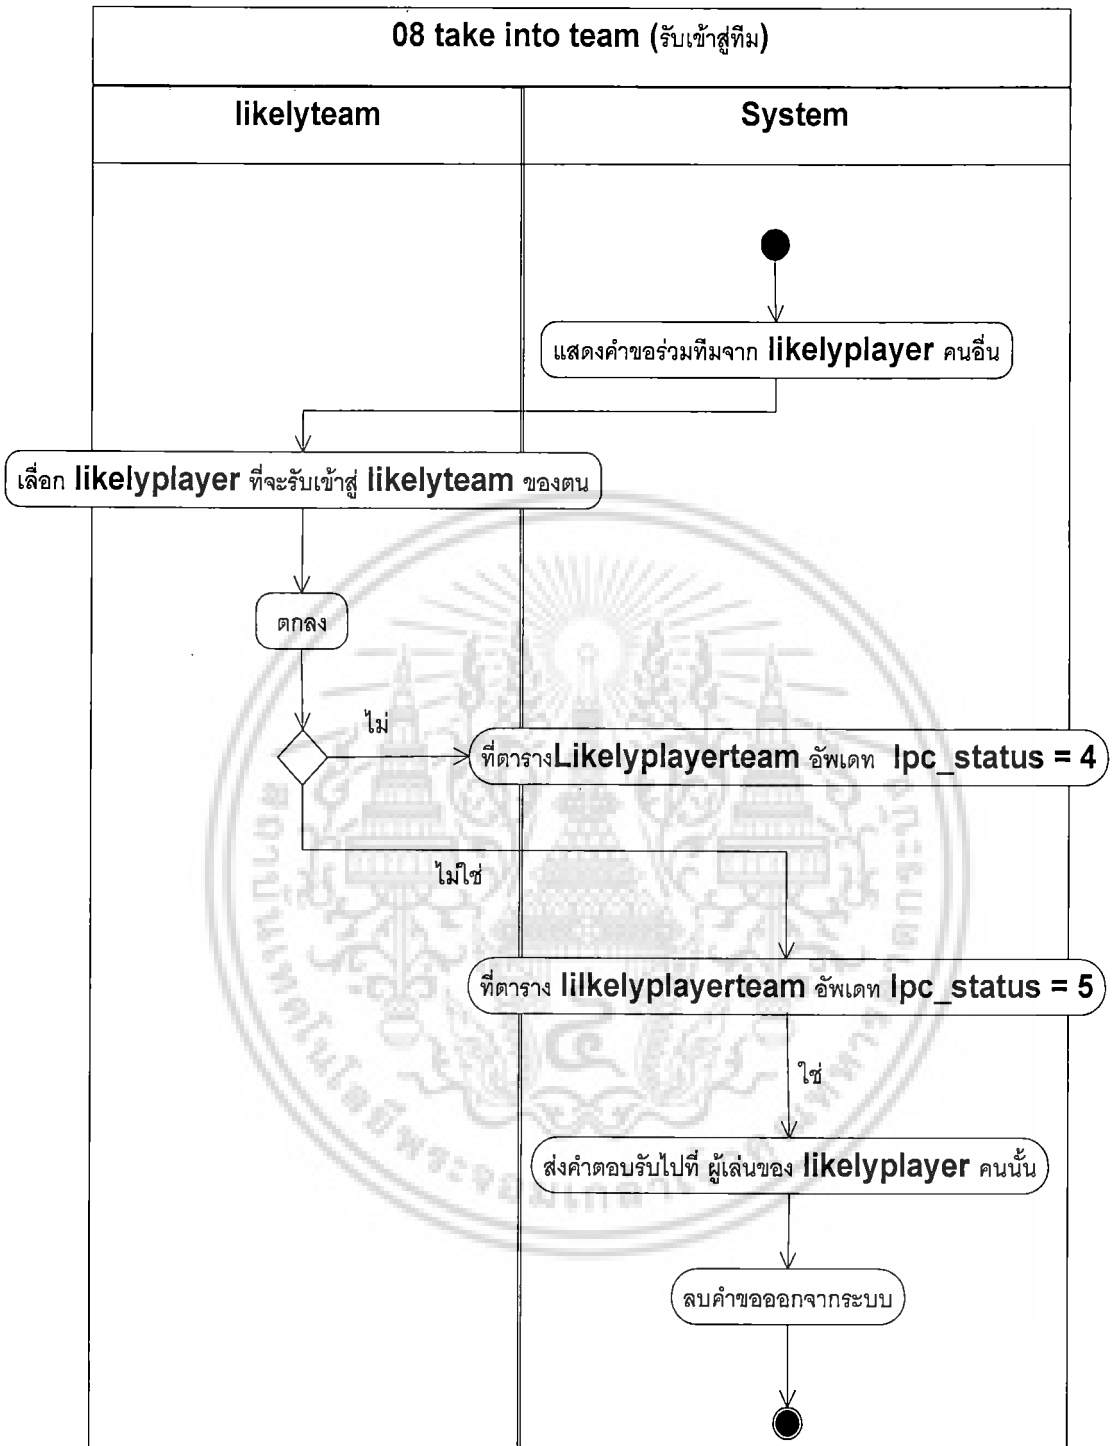 08 take into team (รับเข้าสู่ทีม)
likelyteam
System
แสดงคำขอร่วมทีมจาก likelyplayer คนอื่น
เลือก likelyplayer ที่จะรับเข้าสู่ likelyteam ของตน
ตกลง
ไม่
ที่ตารางLikelyplayerteam อัพเดท lpc_status = 4
ไม่ใช่
ที่ตาราง lilkelyplayerteam อัพเดท lpc_status = 5
ใช่
ส่งคำตอบรับไปที่ ผู้เล่นของ likelyplayer คนนั้น
ลบคำขอออกจากระบบ